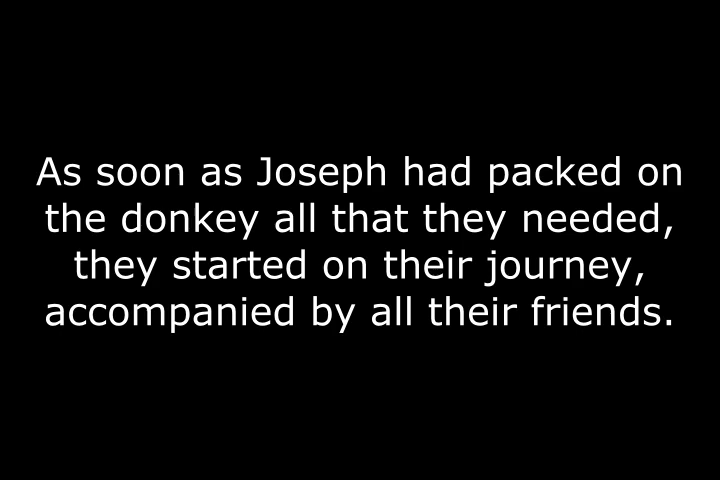 As soon as Joseph had packed on
the donkey all that they needed,
they started on their journey,
accompanied by all their friends.